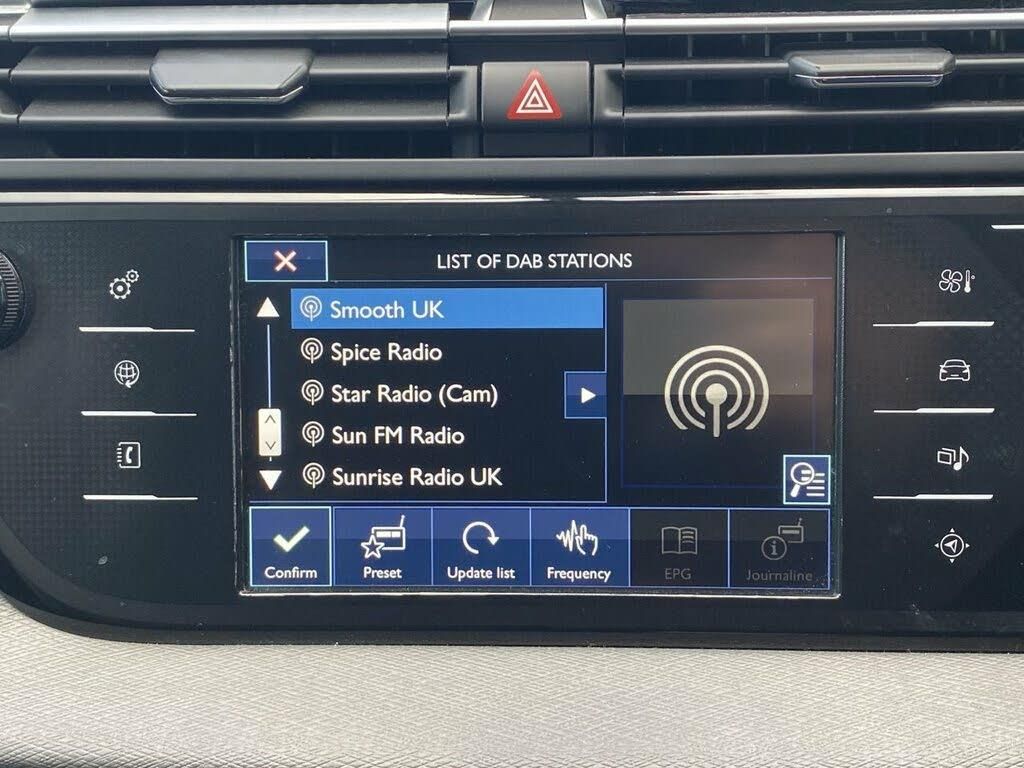 LIST OF DAB STATIONS
Smooth UK
Spice Radio
Star Radio (Cam)
Sun FM Radio
Sunrise Radio UK
Confirm
Preset
Update list
Frequency
EPG
Journaline